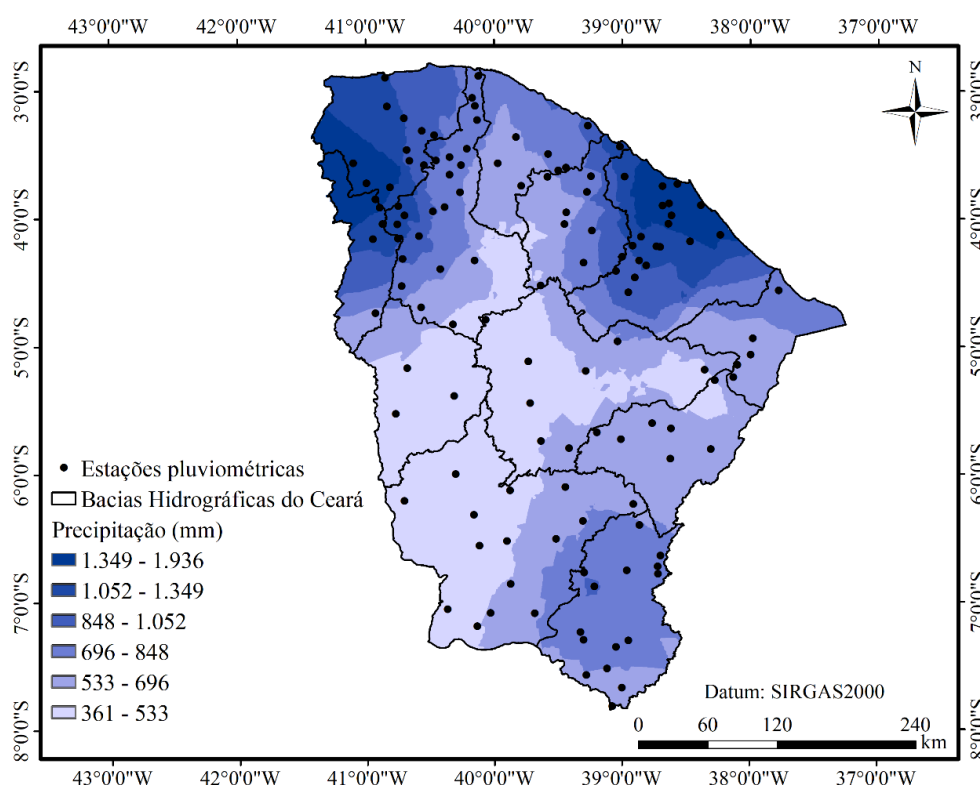 43°0'0"W 42°0'0"W 41°0'0"W 40°0'0"W 39°0'0"W 38°0'0"W 37°0'0"W
N
3°0'0"S 3°0'0"S
4°0'0"S 4°0'0"S
5°0'0"S 5°0'0"S
6°0'0"S 6°0'0"S
7°0'0"S 7°0'0"S
8°0'0"S 8°0'0"S
Estações pluviométricas
Bacias Hidrográficas do Ceará
Precipitação (mm)
1.349 - 1.936
1.052 - 1.349
848 - 1.052
696 - 848
533 - 696
361 - 533
Datum: SIRGAS2000
0 60 120 240
km
43°0'0"W 42°0'0"W 41°0'0"W 40°0'0"W 39°0'0"W 38°0'0"W 37°0'0"W